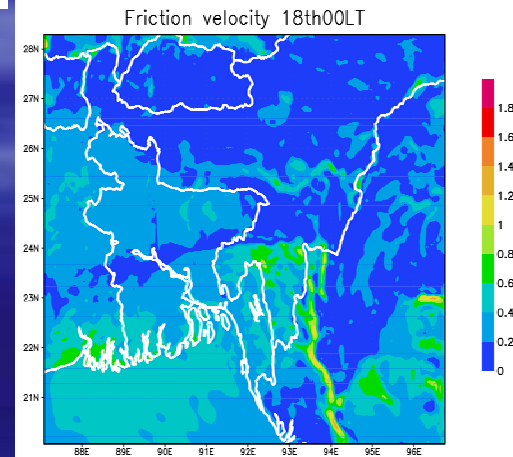 Friction velocity 18th00LT
28N
27N
26N
25N
24N
23N
22N
21N
88E 89E 90E 91E 92E 93E 94E 95E 96E
1.8
1.6
1.4
1.2
1
0.8
0.6
0.4
0.2
0